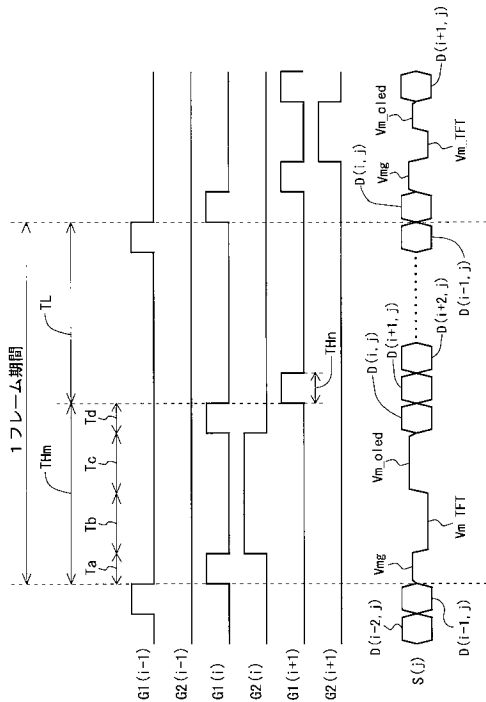 1フレーム期間
THm
TL
Ta
Tb
Tc
Td
G1(i-1)
G2(i-1)
G1(i)
G2(i)
G1(i+1)
THn
G2(i+1)
S(j)
D(i-2, j)
D(i-1, j)
Vmg
Vm_TFT
Vm_oled
D(i, j)
D(i+1, j)
D(i+2, j)
D(i-1, j)
D(i, j)
Vmg
Vm_TFT
Vm_oled
D(i+1, j)